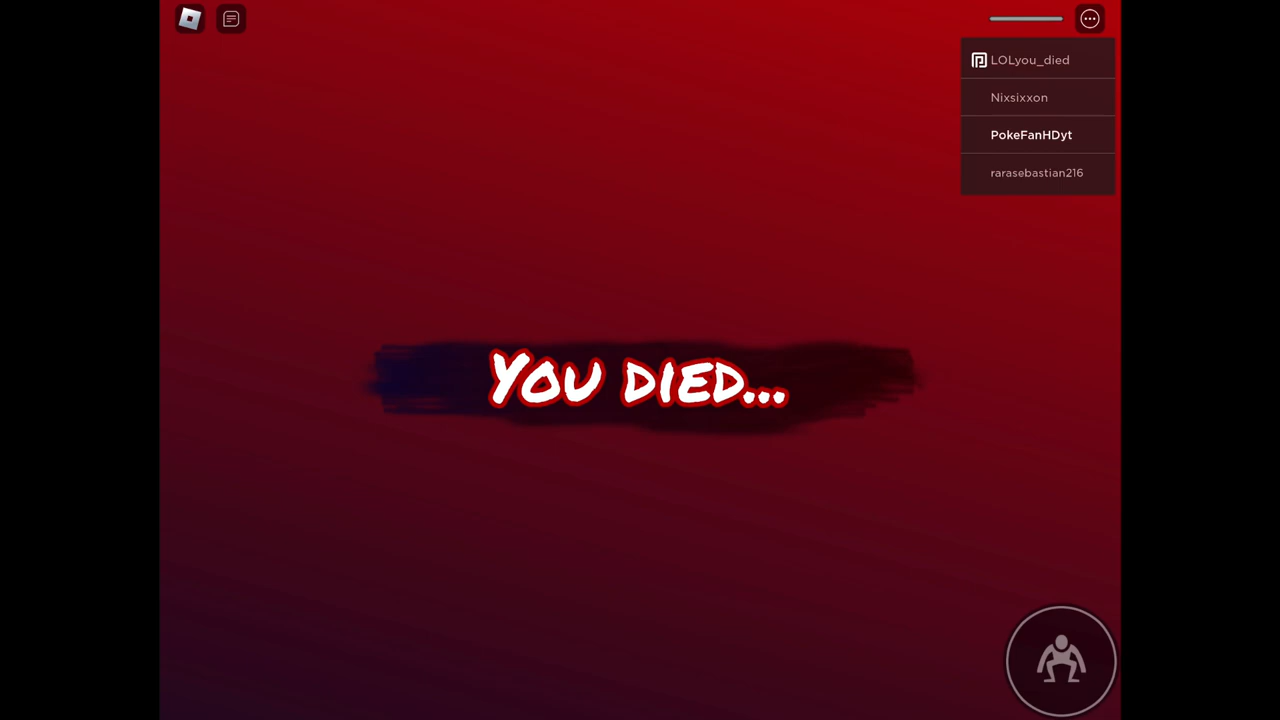 LOLyou_died
Nixsixxon
PokeFanHDyt
rarasebastian216
You died...